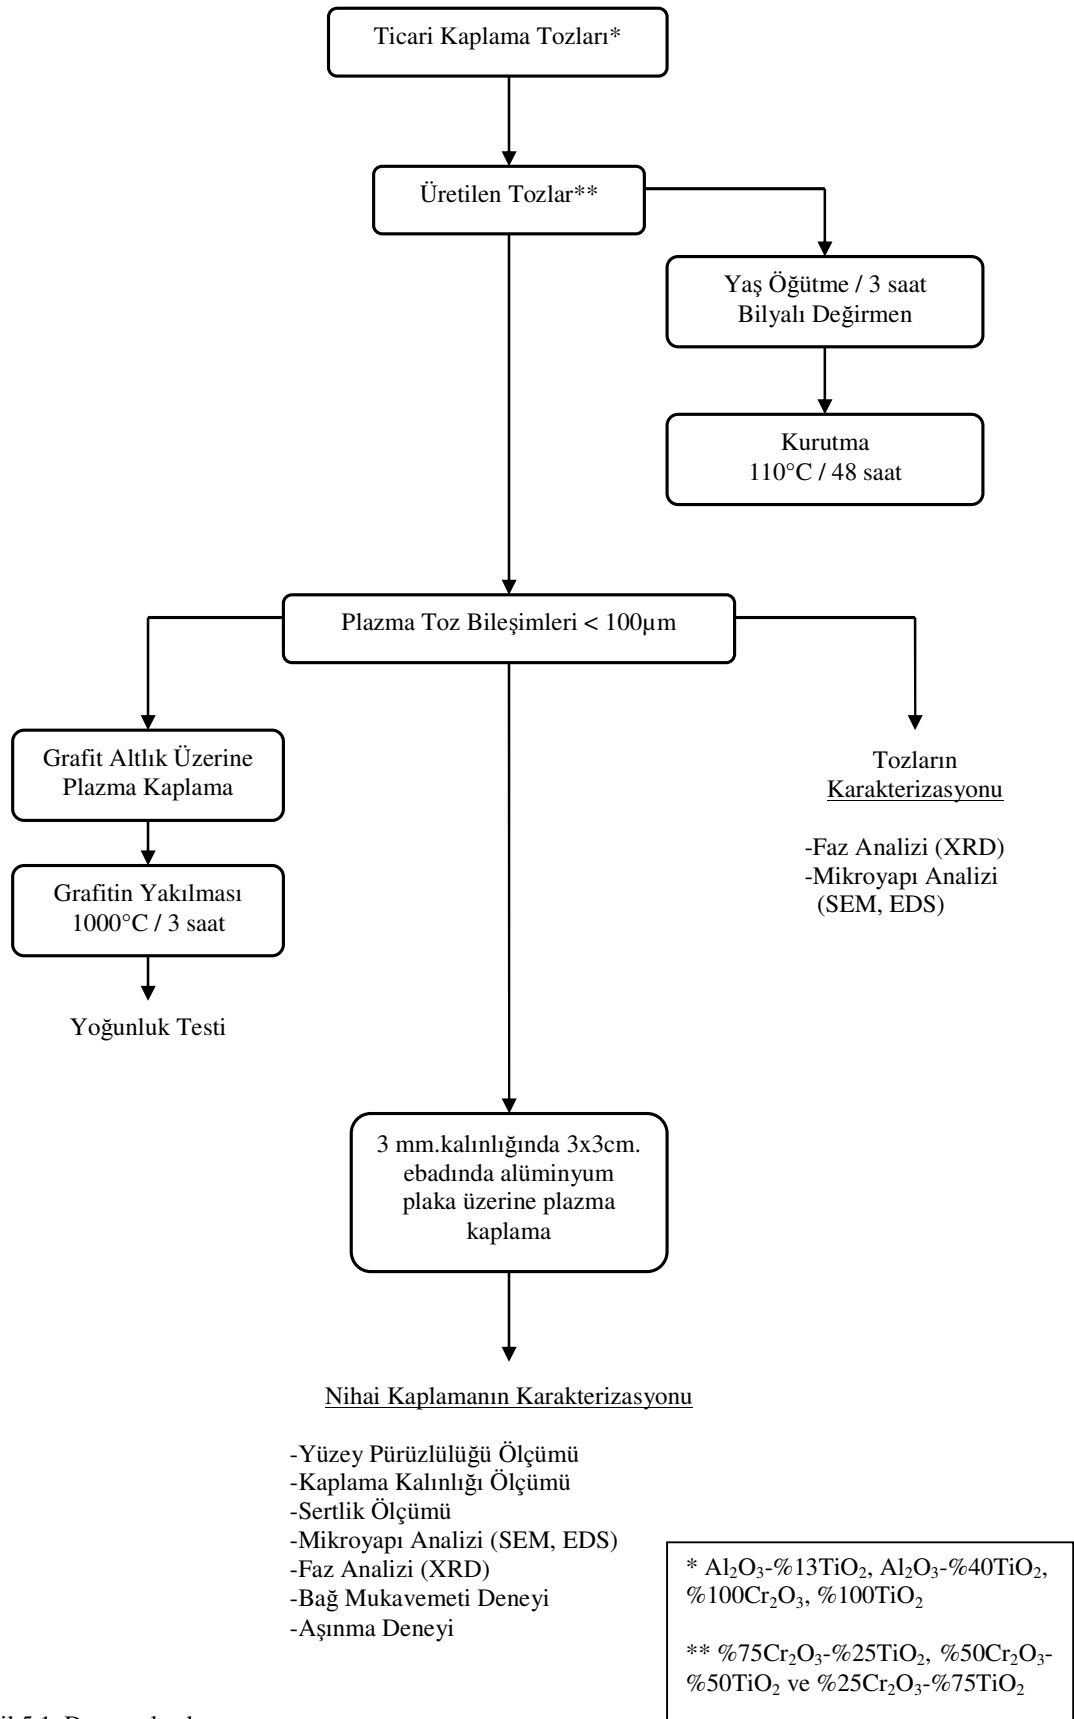 Ticari Kaplama Tozları*
Üretilen Tozlar**
Yaş Öğütme / 3 saat
Bilyalı Değirmen
Kurutma
110°C / 48 saat
Plazma Toz Bileşimleri < 100µm
Grafit Altlık Üzerine
Plazma Kaplama
Grafitin Yakılması
1000°C / 3 saat
Yoğunluk Testi
Tozların
Karakterizasyonu
-Faz Analizi (XRD)
-Mikroyapı Analizi
(SEM, EDS)
3 mm.kalınlığında 3x3cm.
ebadında alüminyum
plaka üzerine plazma
kaplama
Nihai Kaplamanın Karakterizasyonu
-Yüzey Pürüzlülüğü Ölçümü
-Kaplama Kalınlığı Ölçümü
-Sertlik Ölçümü
-Mikroyapı Analizi (SEM, EDS)
-Faz Analizi (XRD)
-Bağ Mukavemeti Deneyi
-Aşınma Deneyi
* Al₂O₃-%13TiO₂, Al₂O₃-%40TiO₂,
%100Cr₂O₃, %100TiO₂
** %75Cr₂O₃-%25TiO₂, %50Cr₂O₃-
%50TiO₂ ve %25Cr₂O₃-%75TiO₂